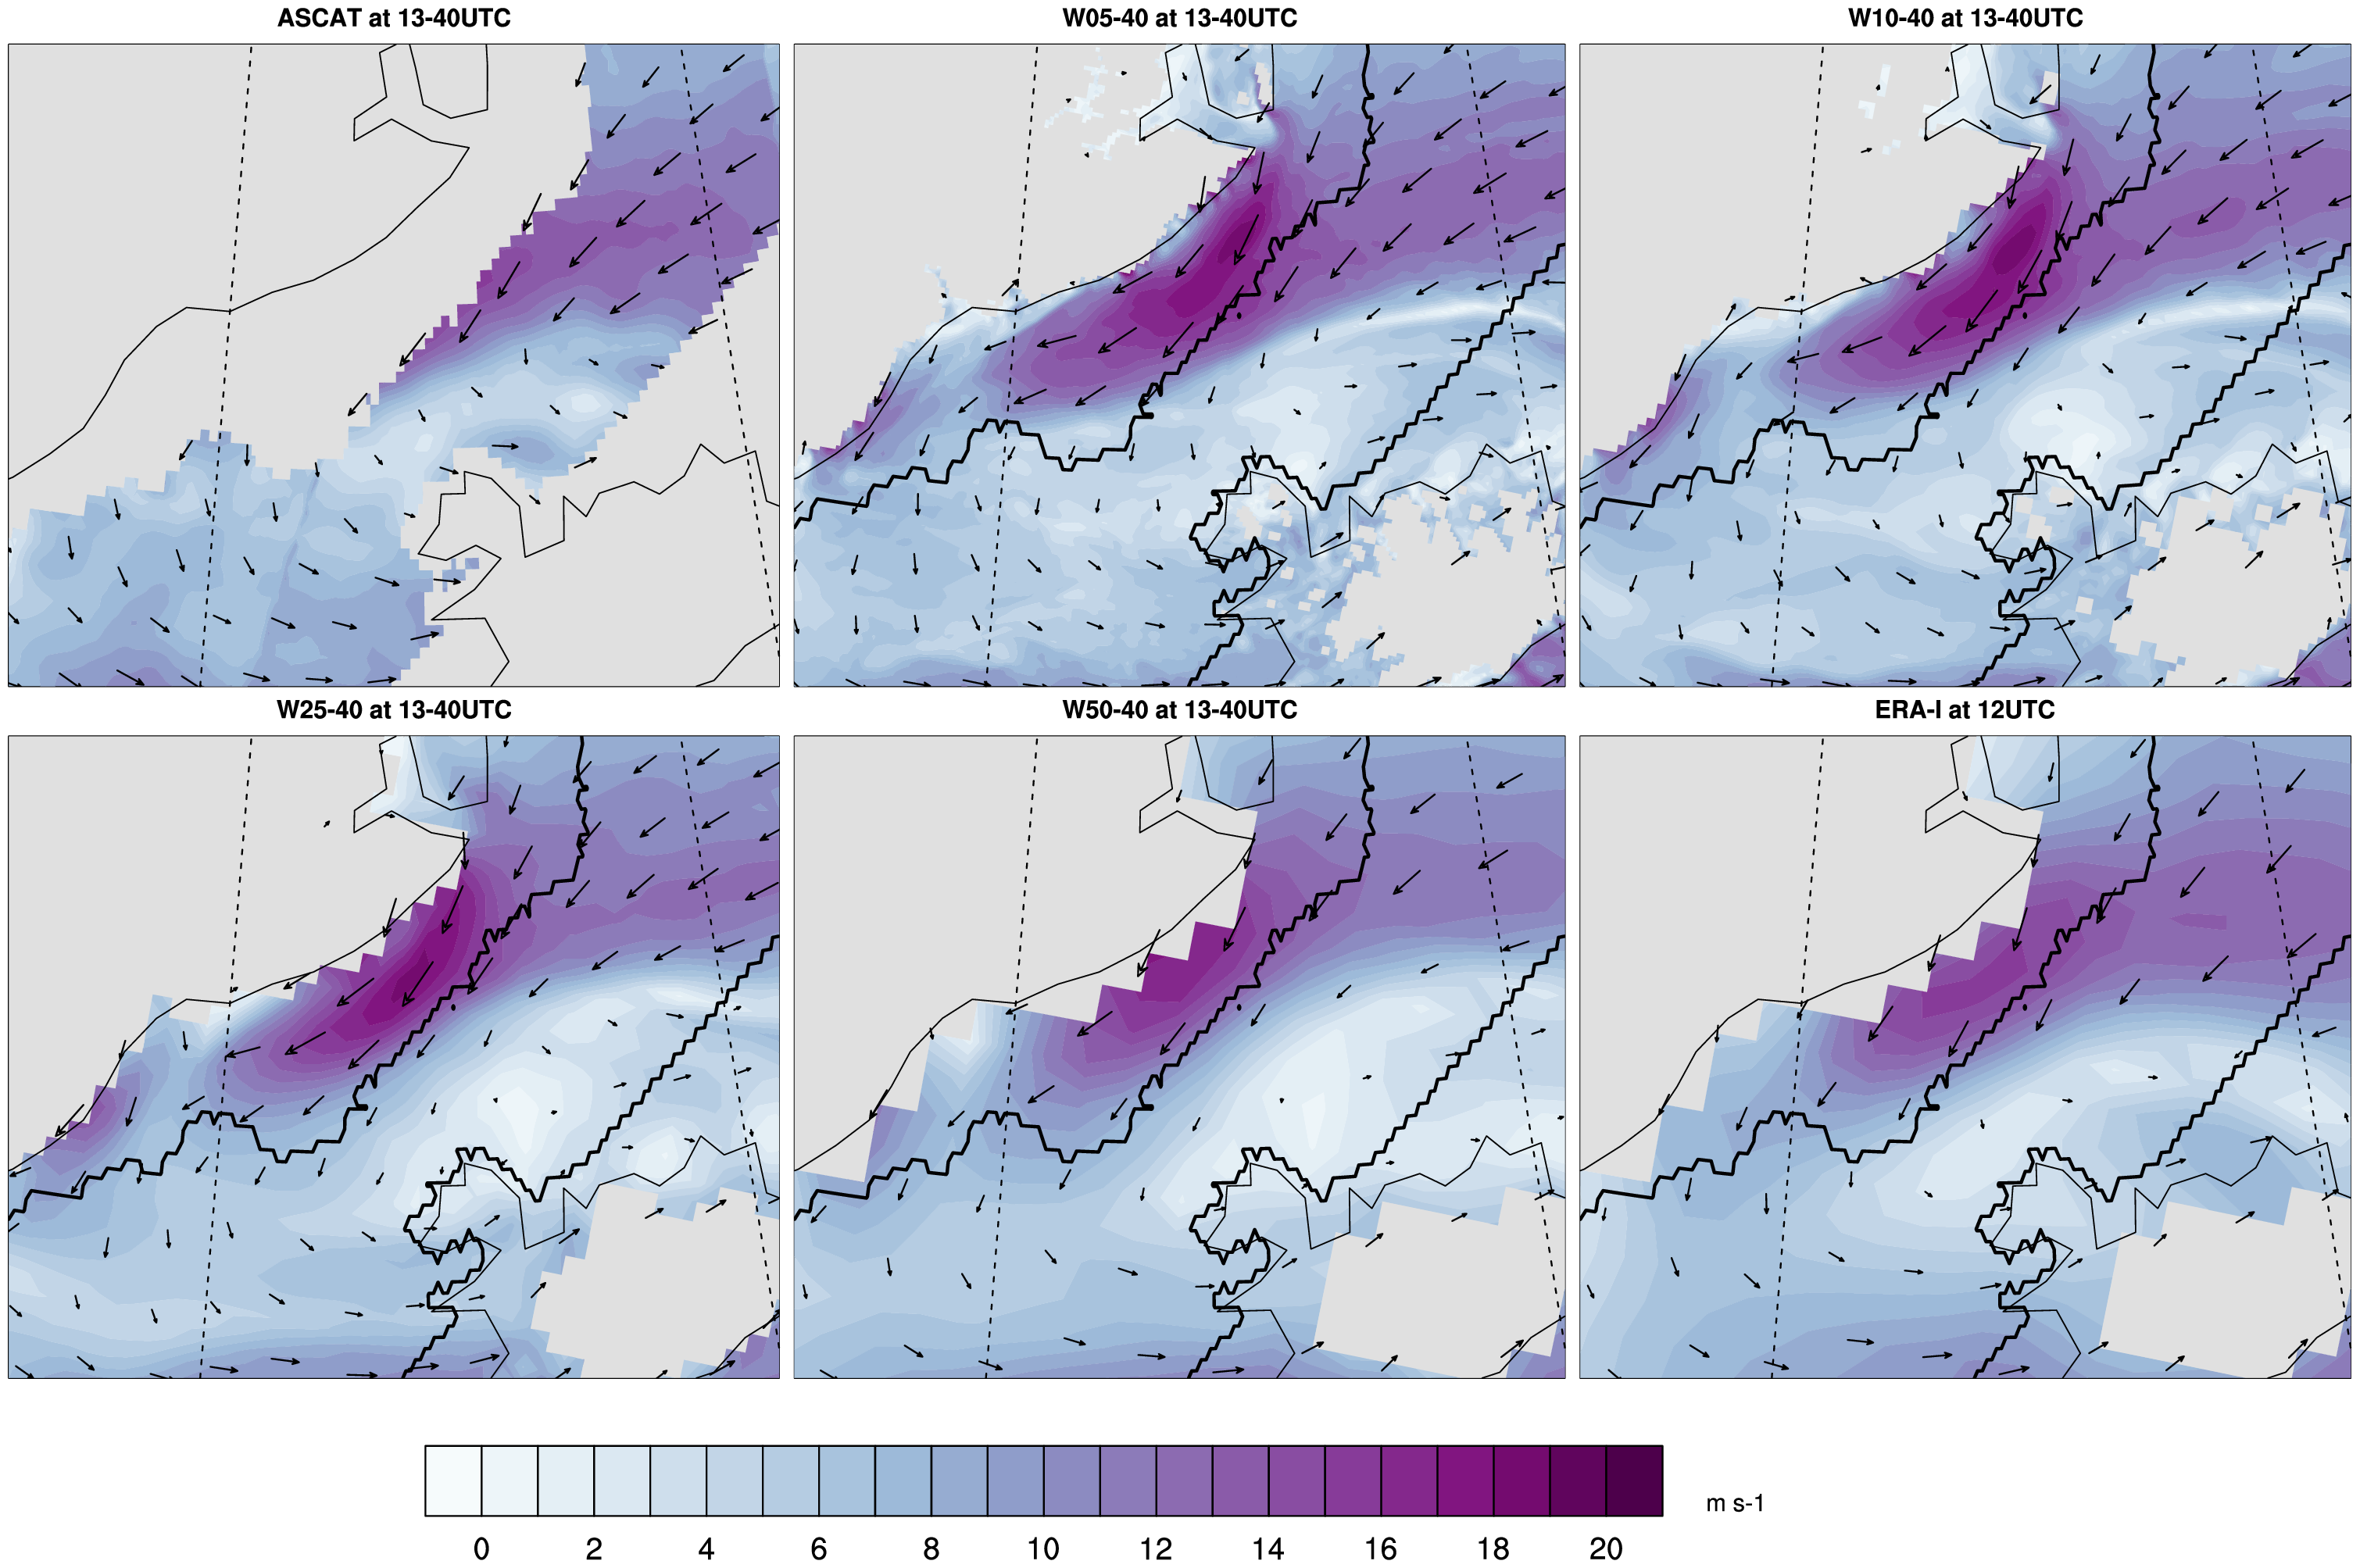 ASCAT at 13-40UTC
W05-40 at 13-40UTC
W10-40 at 13-40UTC
W25-40 at 13-40UTC
W50-40 at 13-40UTC
ERA-I at 12UTC
m s-1
0 2 4 6 8 10 12 14 16 18 20